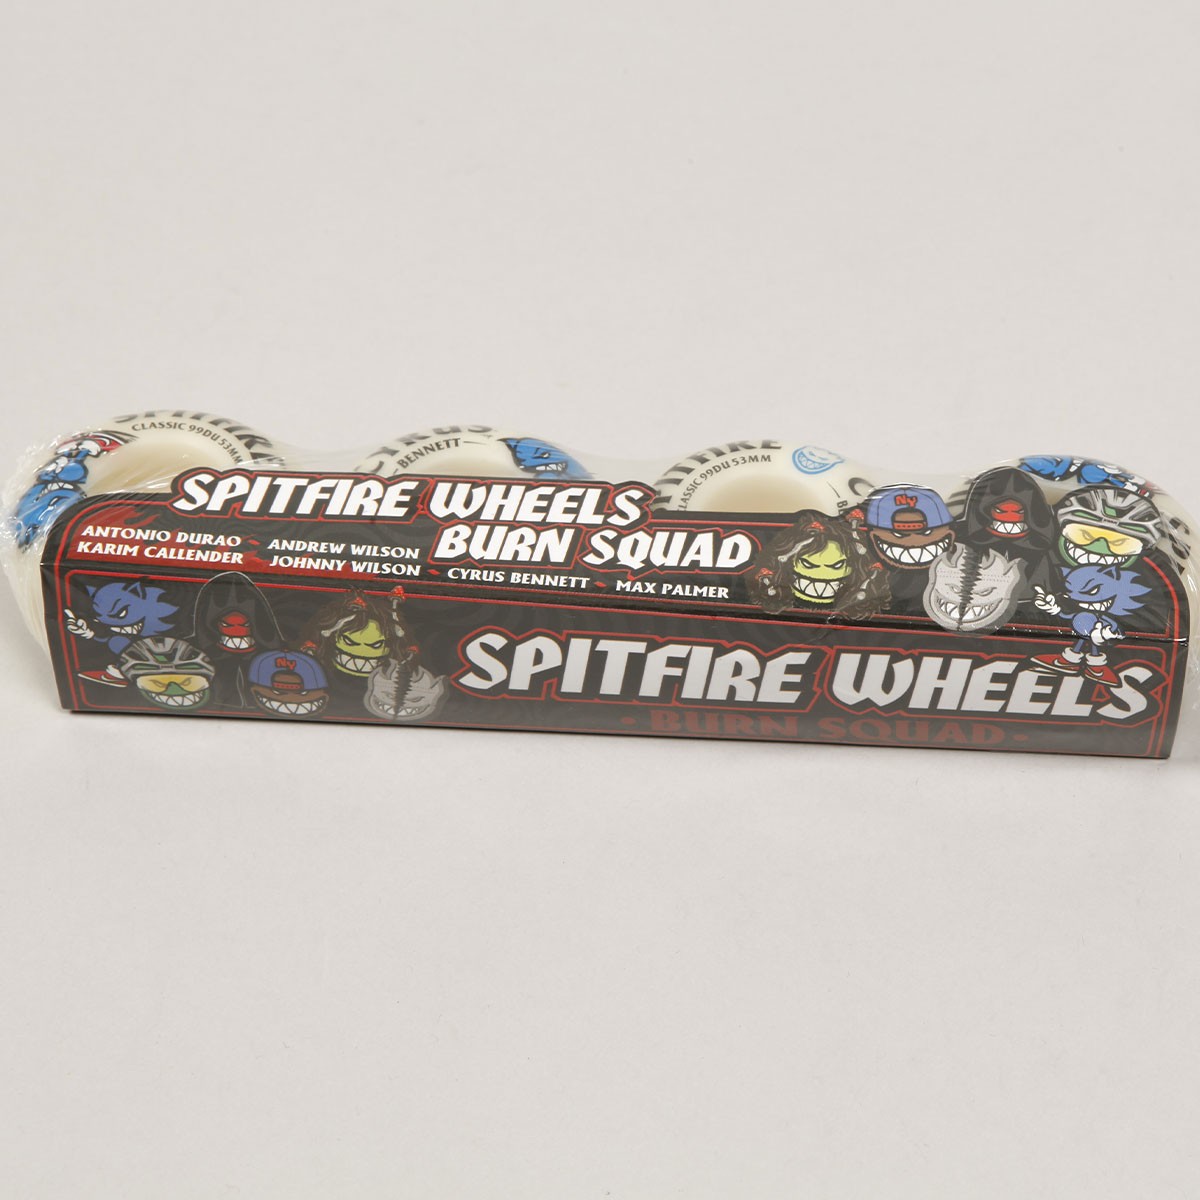 CLASSIC 99DU 53MM
BENNETT
CLASSIC 99DU 53MM
SPITFIRE WHEELS
BURN SQUAD
ANTONIO DURAO
KARIM CALLENDER
ANDREW WILSON
JOHNNY WILSON
CYRUS BENNETT
MAX PALMER
NY
NY
SPITFIRE WHEELS
• BURN SQUAD •